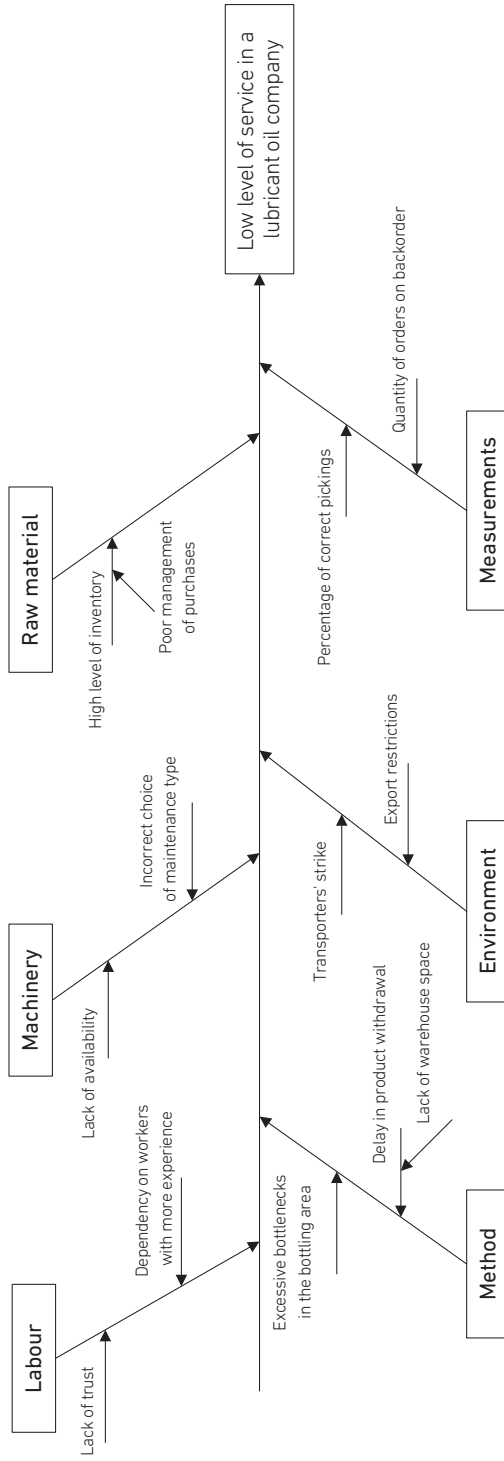 Labour
Machinery
Raw material
Lack of trust
Dependency on workers
with more experience
Lack of availability
Incorrect choice
of maintenance type
High level of inventory
Poor management
of purchases
Low level of service in a
lubricant oil company
Excessive bottlenecks
in the bottling area
Delay in product withdrawal
Lack of warehouse space
Transporters' strike
Export restrictions
Percentage of correct pickings
Quantity of orders on backorder
Method
Environment
Measurements